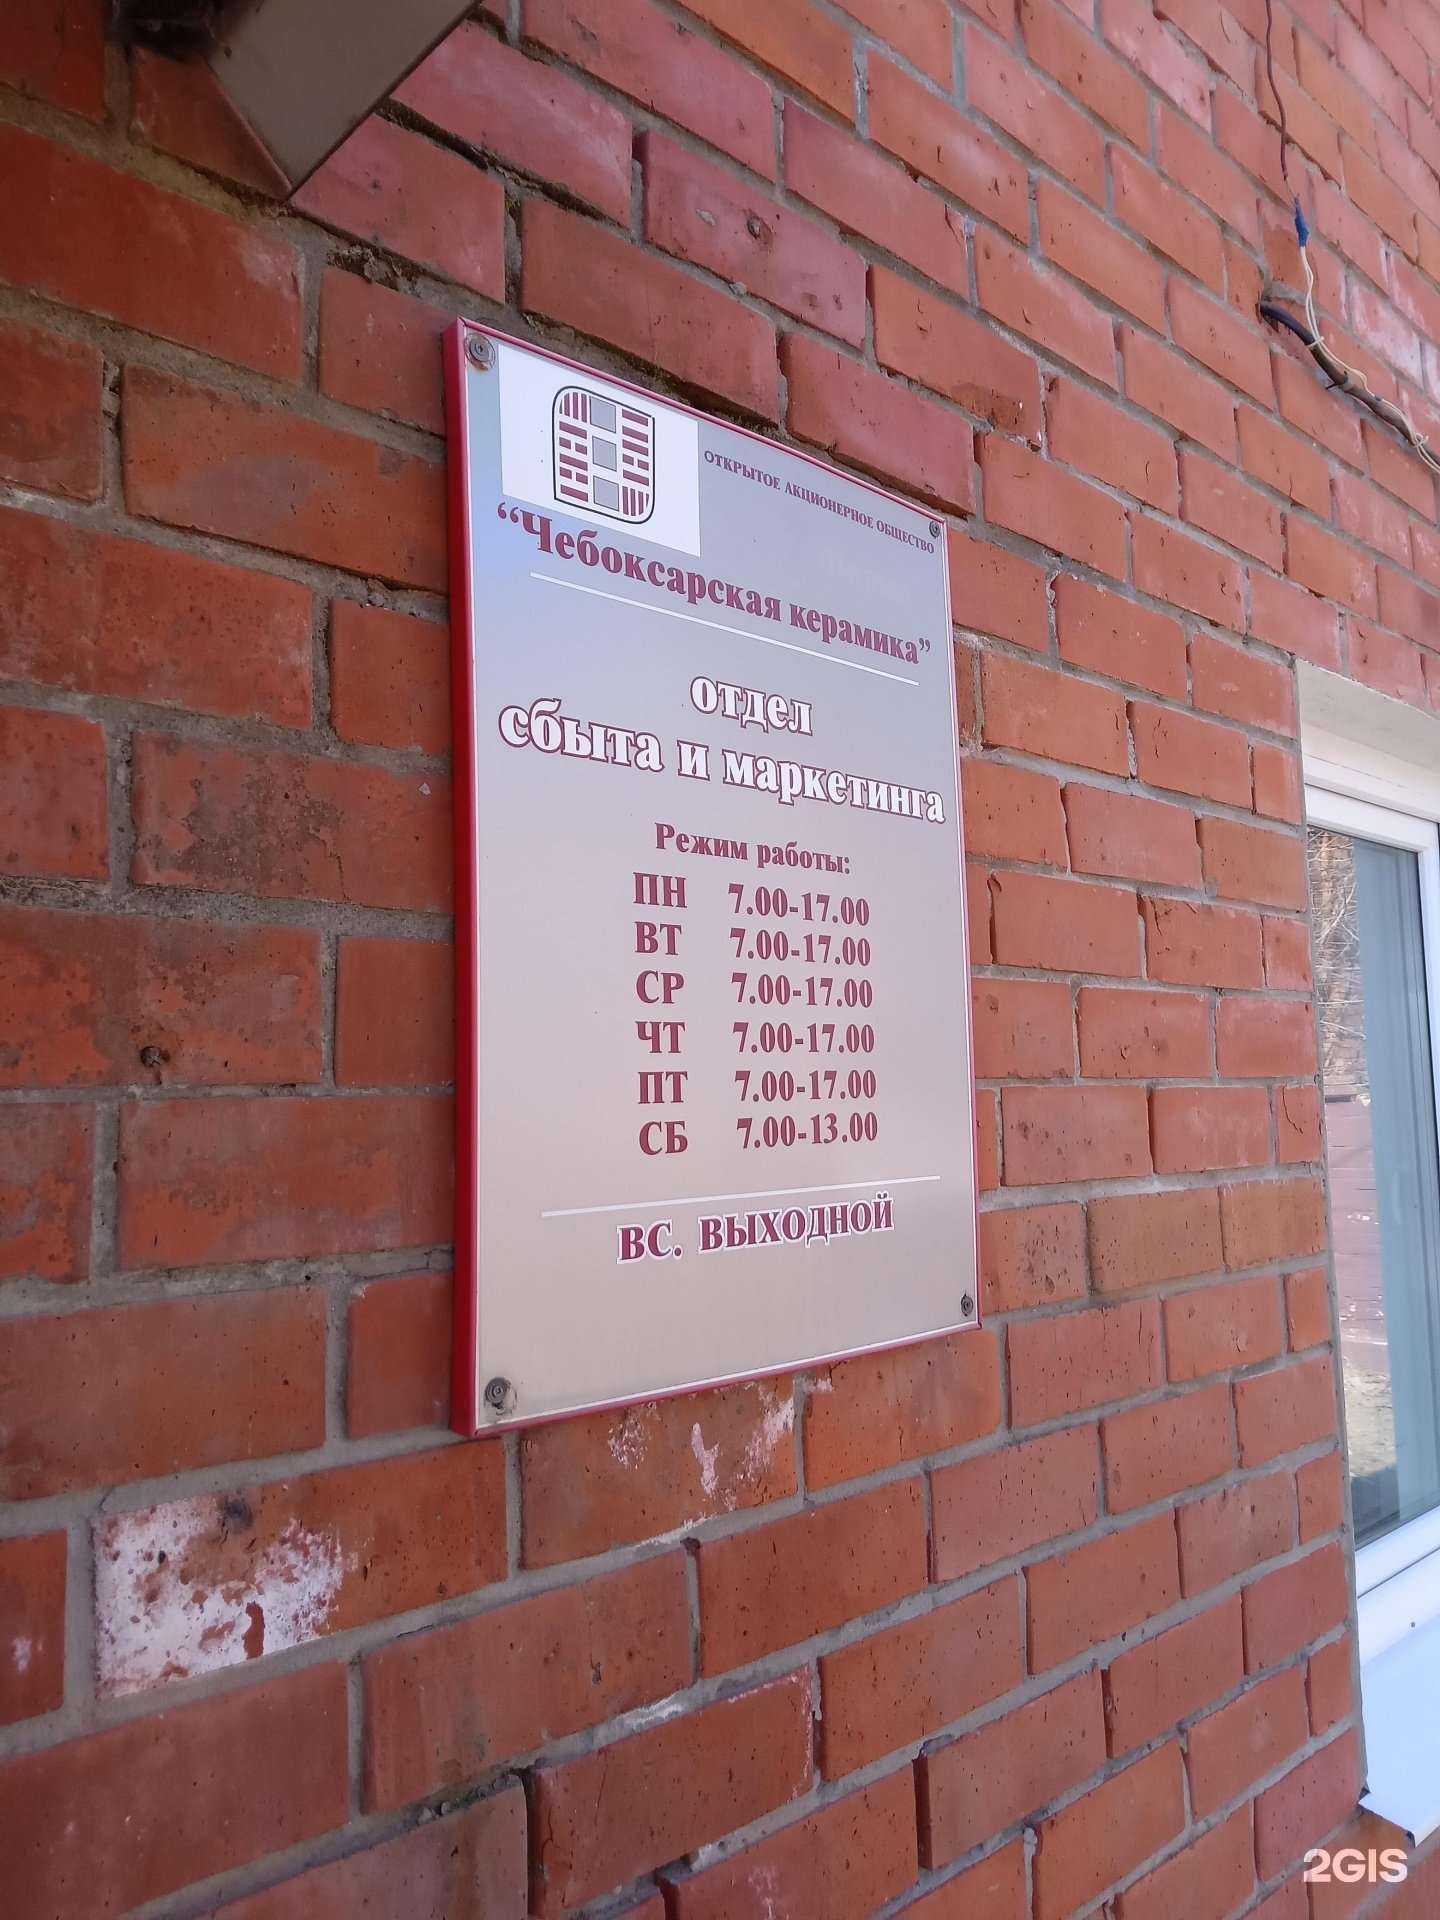 ОТКРЫТОЕ АКЦИОНЕРНОЕ ОБЩЕСТВО
“Чебоксарская керамика”
отдел
сбыта и маркетинга
Режим работы:
ПН 7.00-17.00
ВТ 7.00-17.00
СР 7.00-17.00
ЧТ 7.00-17.00
ПТ 7.00-17.00
СБ 7.00-13.00
ВС. ВЫХОДНОЙ
2GIS